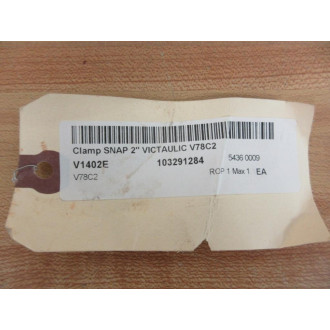 Clamp SNAP 2" VICTAULIC V78C2
V1402E 103291284 5436 0009
V78C2 ROP 1 Max 1 EA